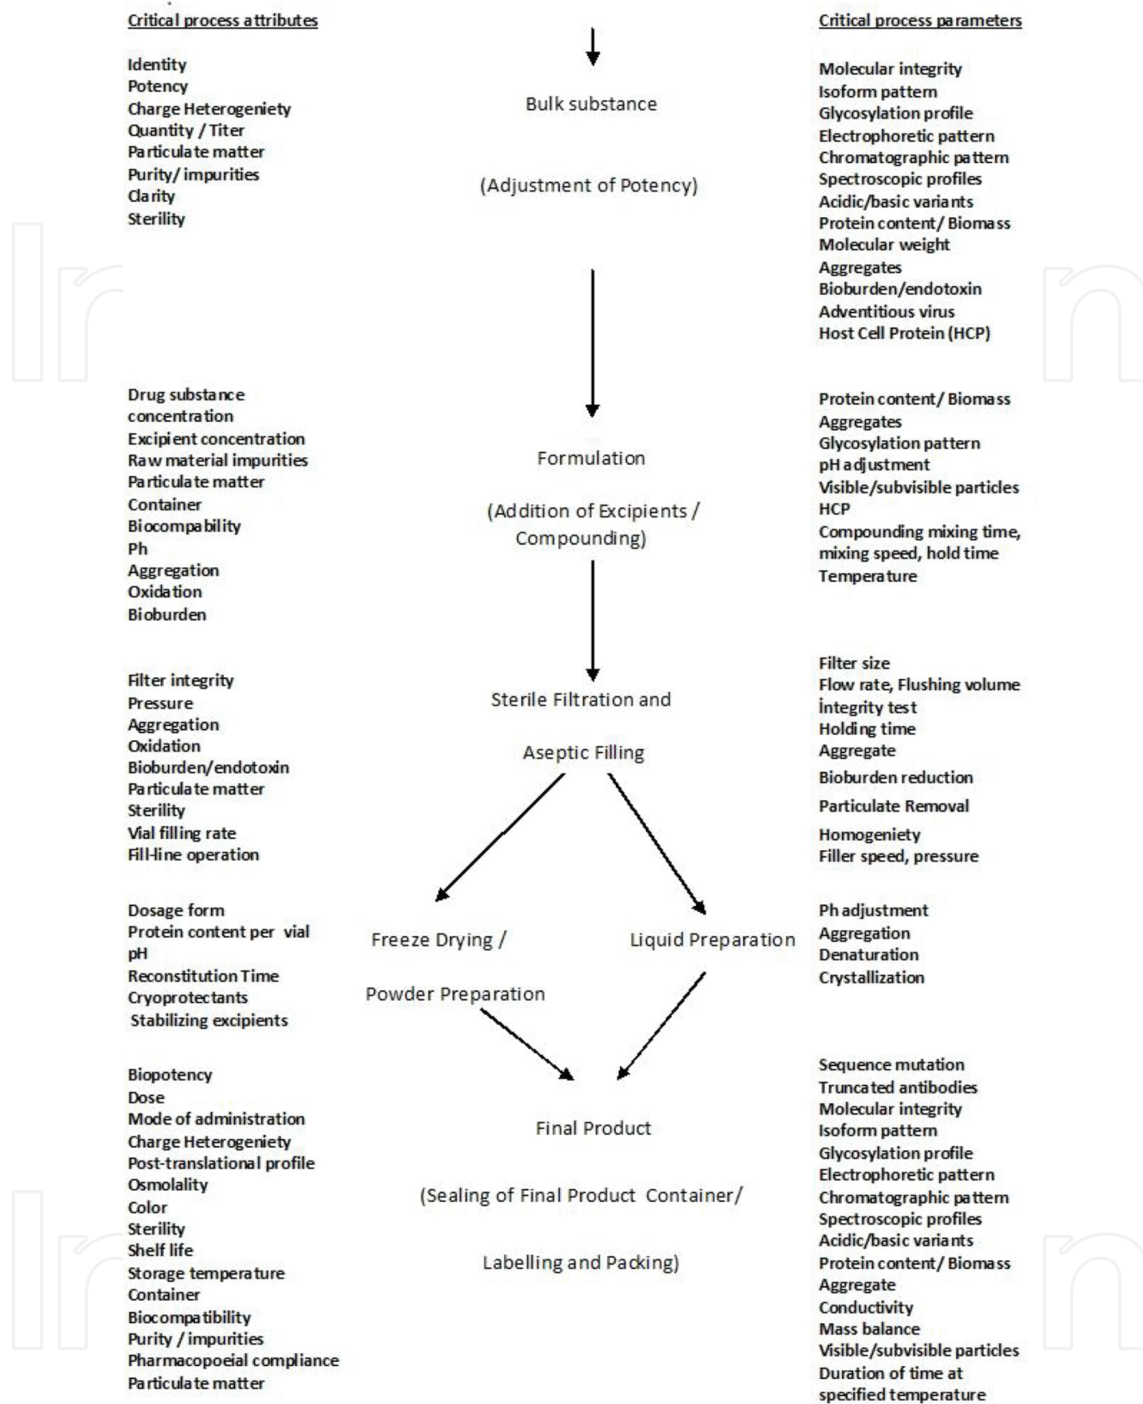 Critical process attributes
Identity
Potency
Charge Heterogeniety
Quantity / Titer
Particulate matter
Purity/ impurities
Clarity
Sterility
Bulk substance
(Adjustment of Potency)
Critical process parameters
Molecular integrity
Isoform pattern
Glycosylation profile
Electrophoretic pattern
Chromatographic pattern
Spectroscopic profiles
Acidic/basic variants
Protein content/ Biomass
Molecular weight
Aggregates
Bioburden/endotoxin
Adventitious virus
Host Cell Protein (HCP)
Drug substance
concentration
Excipient concentration
Raw material impurities
Particulate matter
Container
Biocompability
Ph
Aggregation
Oxidation
Bioburden
Formulation
(Addition of Excipients /
Compounding)
Protein content/ Biomass
Aggregates
Glycosylation pattern
pH adjustment
Visible/subvisible particles
HCP
Compounding mixing time,
mixing speed, hold time
Temperature
Filter integrity
Pressure
Aggregation
Oxidation
Bioburden/endotoxin
Particulate matter
Sterility
Vial filling rate
Fill-line operation
Sterile Filtration and
Aseptic Filling
Filter size
Flow rate, Flushing volume
İntegrity test
Holding time
Aggregate
Bioburden reduction
Particulate Removal
Homogeniety
Filler speed, pressure
Dosage form
Protein content per vial
pH
Reconstitution Time
Cryoprotectants
Stabilizing excipients
Freeze Drying /
Powder Preparation
Liquid Preparation
Ph adjustment
Aggregation
Denaturation
Crystallization
Biopotency
Dose
Mode of administration
Charge Heterogeniety
Post-translational profile
Osmolality
Color
Sterility
Shelf life
Storage temperature
Container
Biocompatibility
Purity / impurities
Pharmacopoeial compliance
Particulate matter
Final Product
(Sealing of Final Product Container/
Labelling and Packing)
Sequence mutation
Truncated antibodies
Molecular integrity
Isoform pattern
Glycosylation profile
Electrophoretic pattern
Chromatographic pattern
Spectroscopic profiles
Acidic/basic variants
Protein content/ Biomass
Aggregate
Conductivity
Mass balance
Visible/subvisible particles
Duration of time at
specified temperature